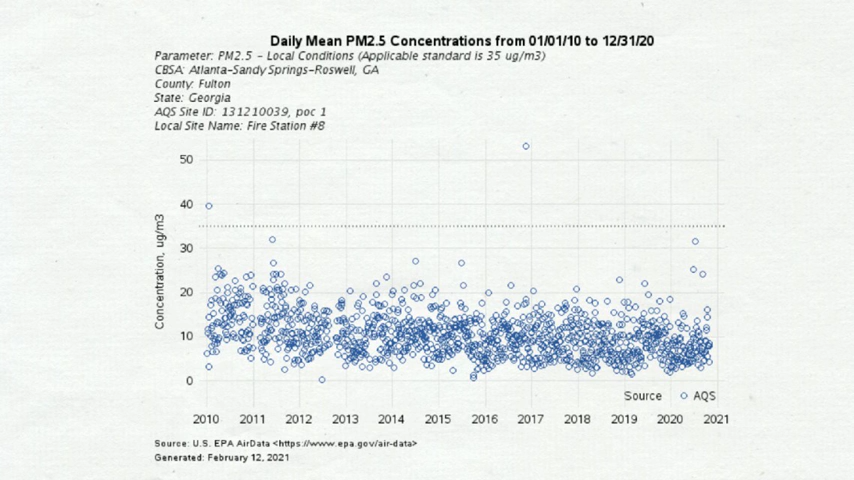 Daily Mean PM2.5 Concentrations from 01/01/10 to 12/31/20
Parameter: PM2.5 - Local Conditions (Applicable standard is 35 ug/m3)
CBSA: Atlanta-Sandy Springs-Roswell, GA
County: Fulton
State: Georgia
AQS Site ID: 131210039, poc 1
Local Site Name: Fire Station #8
Concentration, ug/m3
50
40
30
20
10
0
Source AQS
2010 2011 2012 2013 2014 2015 2016 2017 2018 2019 2020 2021
Source: U.S. EPA AirData <https://www.epa.gov/air-data>
Generated: February 12, 2021